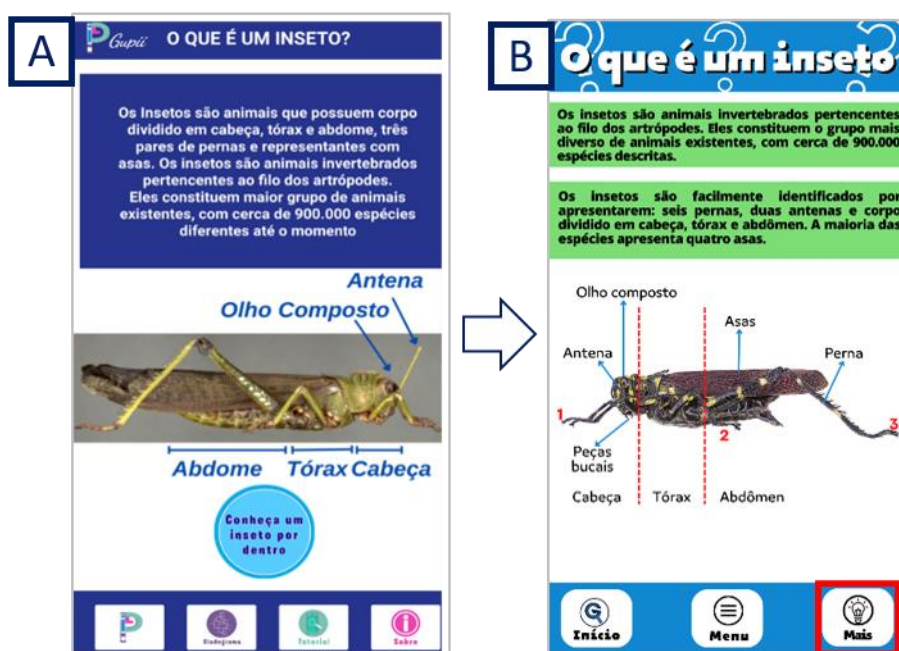 A
P Gupii O QUE É UM INSETO?
Os Insetos são animais que possuem corpo
dividido em cabeça, tórax e abdome, três
pares de pernas e representantes com
asas. Os insetos são animais invertebrados
pertencentes ao filo dos artrópodes.
Eles constituem maior grupo de animais
existentes, com cerca de 900.000 espécies
diferentes até o momento
Antena
Olho Composto
Abdome Tórax Cabeça
Conheça um
inseto por
dentro
P Kladograma Tutorial Sobre
B
O que é um inseto
Os insetos são animais invertebrados pertencentes
ao filo dos artrópodes. Eles constituem o grupo mais
diverso de animais existentes, com cerca de 900.000
espécies descritas.
Os insetos são facilmente identificados por
apresentarem: seis pernas, duas antenas e corpo
dividido em cabeça, tórax e abdômen. A maioria das
espécies apresenta quatro asas.
Olho composto
Asas
Antena
Perna
1
2
3
Peças
bucais
Cabeça Tórax Abdômen
G
Início Menu Mais